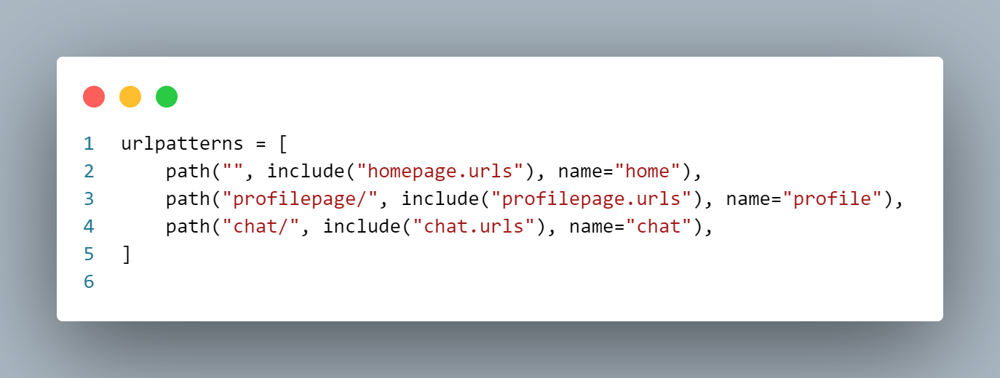 1 urlpatterns = [
2     path("", include("homepage.urls"), name="home"),
3     path("profilepage/", include("profilepage.urls"), name="profile"),
4     path("chat/", include("chat.urls"), name="chat"),
5 ]
6